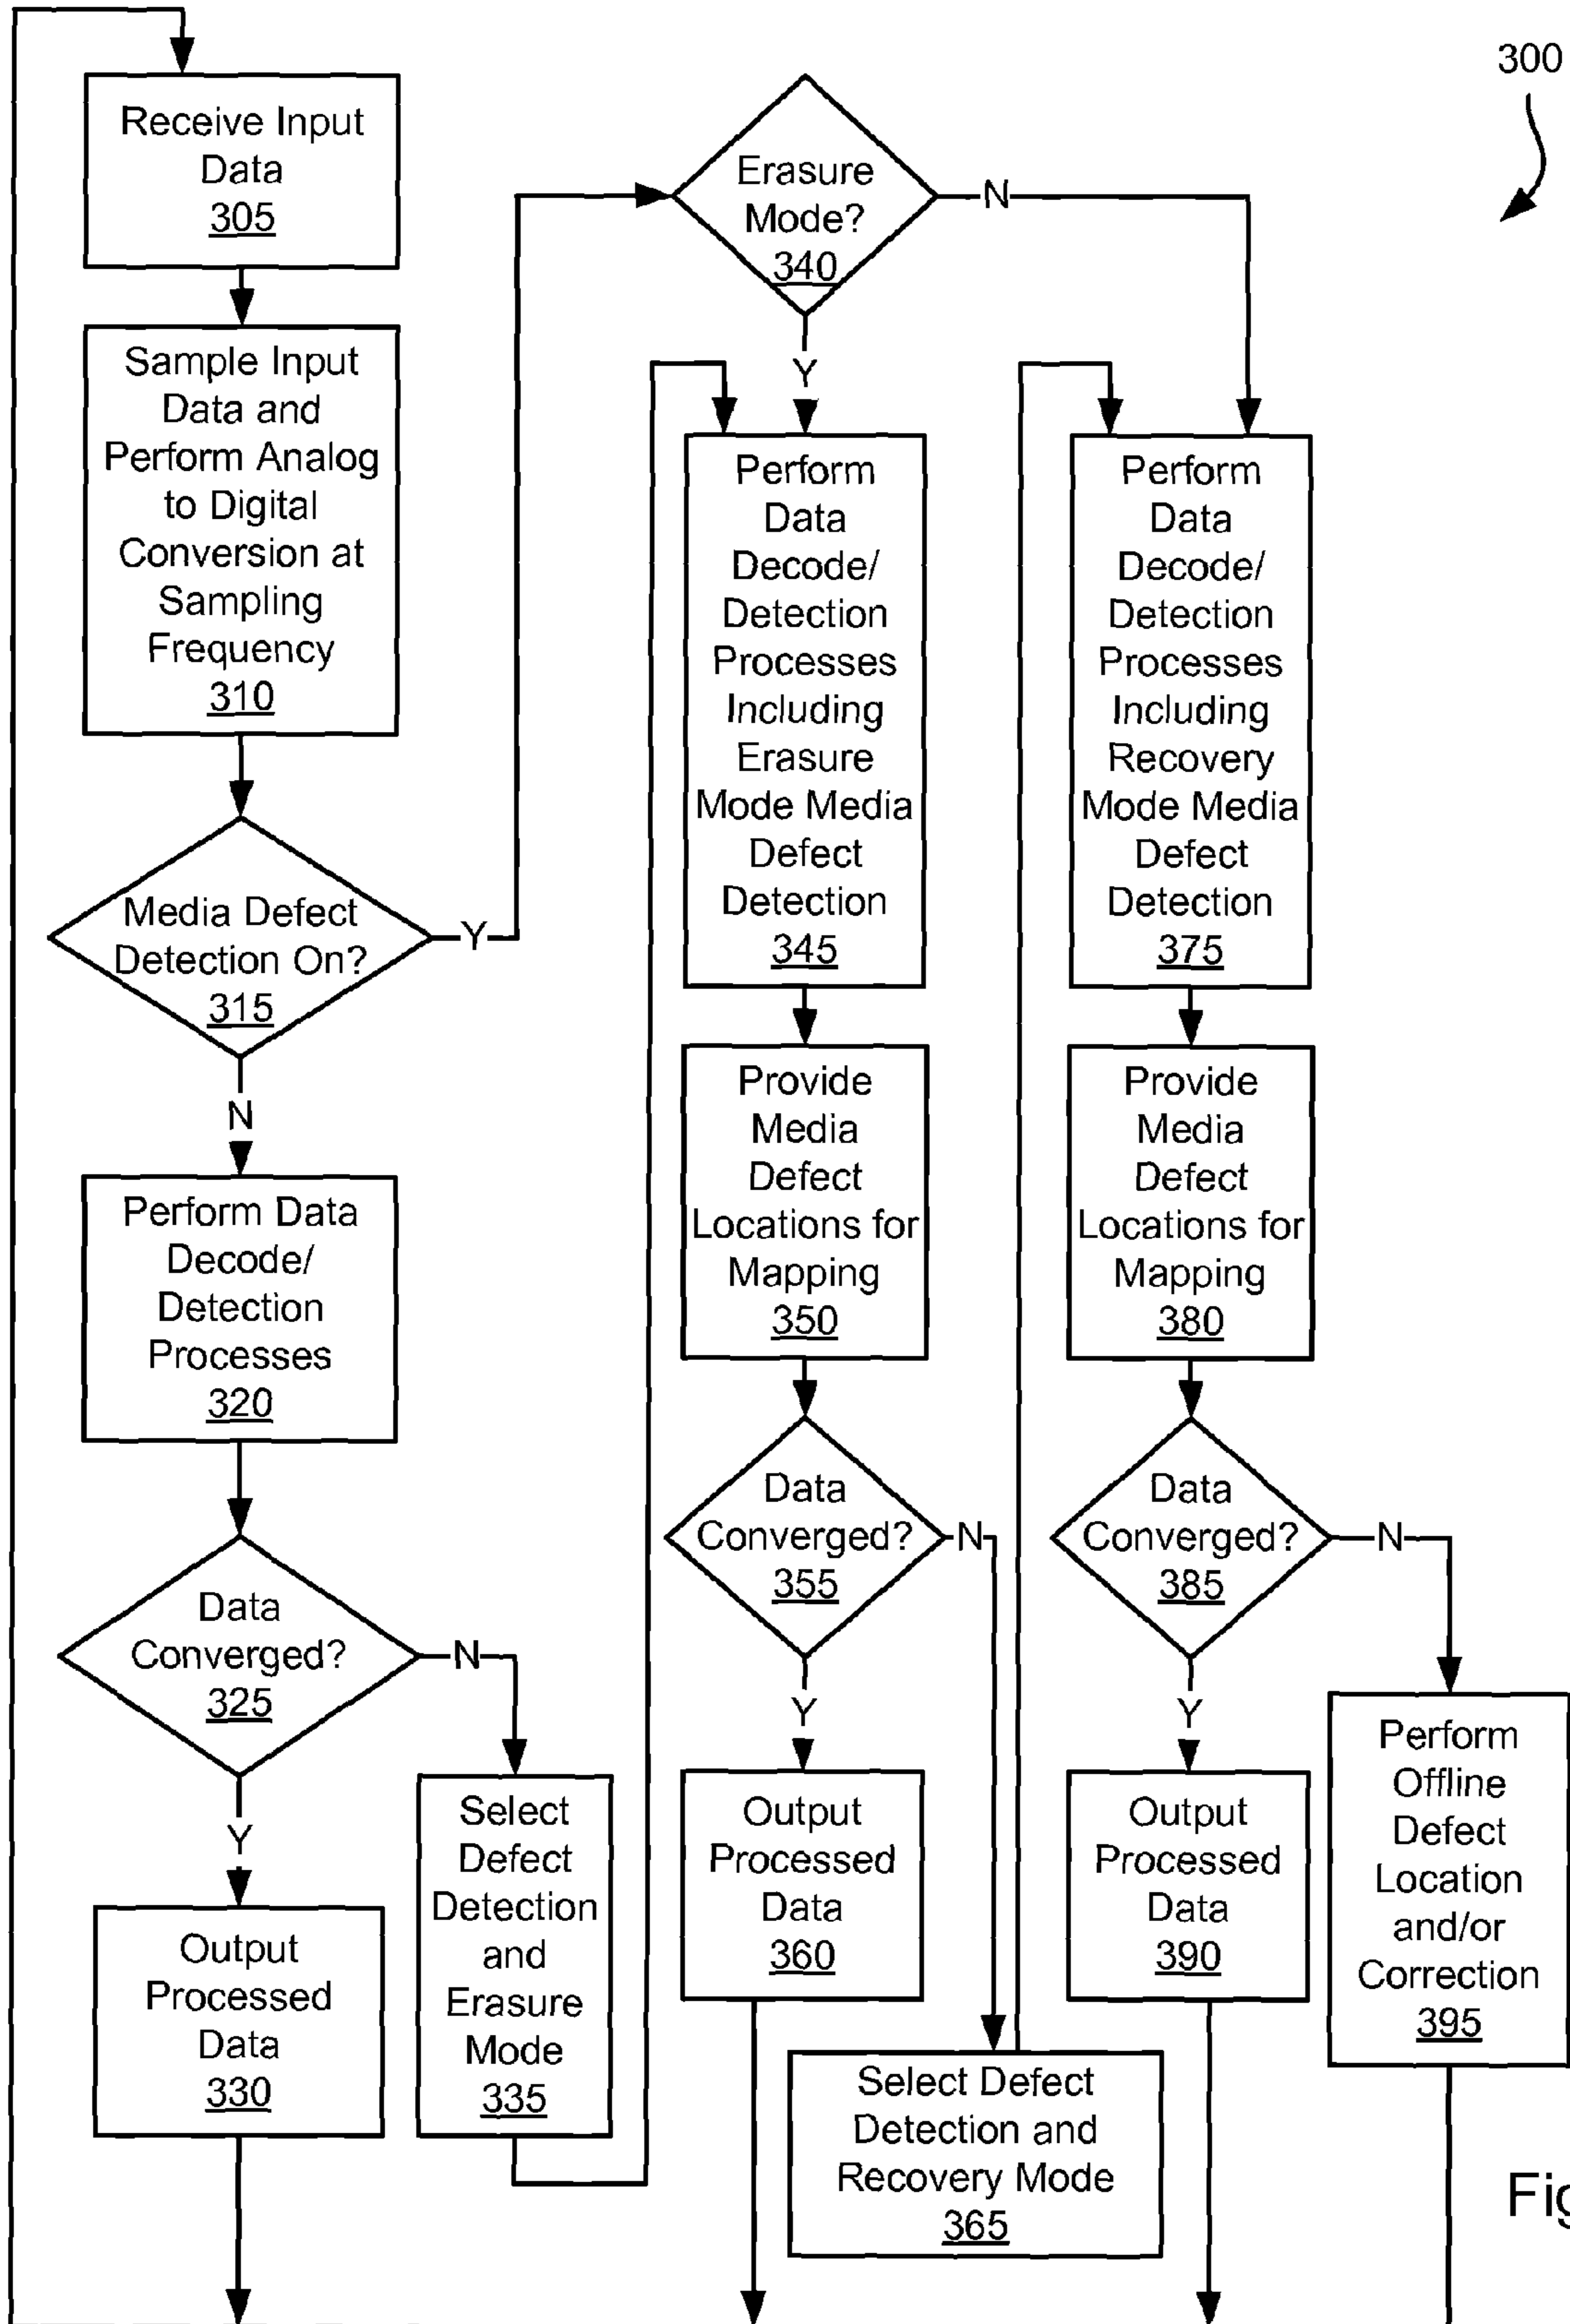 300
Receive Input
Data
305
Sample Input
Data and
Perform Analog
to Digital
Conversion at
Sampling
Frequency
310
Media Defect
Detection On?
315
Y
N
Perform Data
Decode/
Detection
Processes
320
Data
Converged?
325
N
Y
Output
Processed
Data
330
Select
Defect
Detection
and
Erasure
Mode
335
Erasure
Mode?
340
N
Y
Perform
Data
Decode/
Detection
Processes
Including
Erasure
Mode Media
Defect
Detection
345
Provide
Media
Defect
Locations for
Mapping
350
Data
Converged?
355
N
Y
Output
Processed
Data
360
Select Defect
Detection and
Recovery Mode
365
Perform
Data
Decode/
Detection
Processes
Including
Recovery
Mode Media
Defect
Detection
375
Provide
Media
Defect
Locations for
Mapping
380
Data
Converged?
385
N
Y
Output
Processed
Data
390
Perform
Offline
Defect
Location
and/or
Correction
395